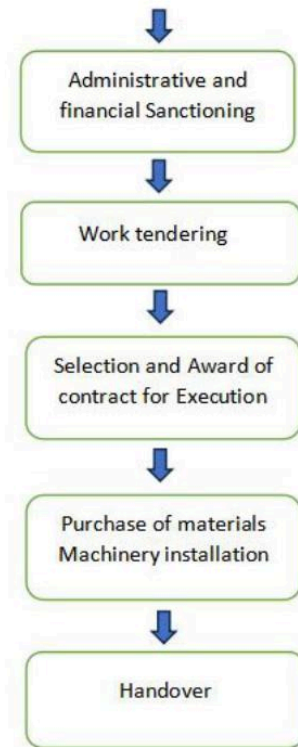 Administrative and
financial Sanctioning
Work tendering
Selection and Award of
contract for Execution
Purchase of materials
Machinery installation
Handover